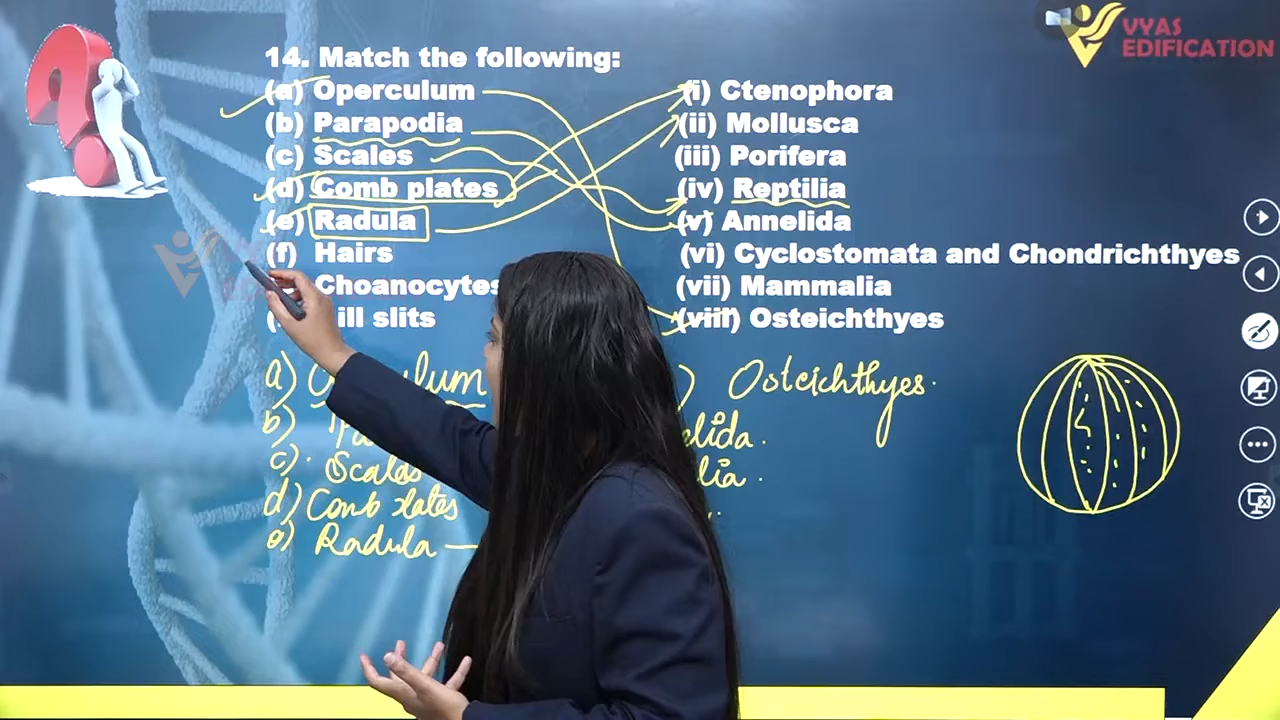 VYAS
EDIFICATION
14. Match the following:
(a) Operculum (i) Ctenophora
(b) Parapodia (ii) Mollusca
(c) Scales (iii) Porifera
(d) Comb plates (iv) Reptilia
(e) Radula (v) Annelida
(f) Hairs (vi) Cyclostomata and Chondrichthyes
Choanocytes (vii) Mammalia
slits (viii) Osteichthyes
a) Osteichthyes.
b)
c) Scales
d) Comb plates
e) Radula —